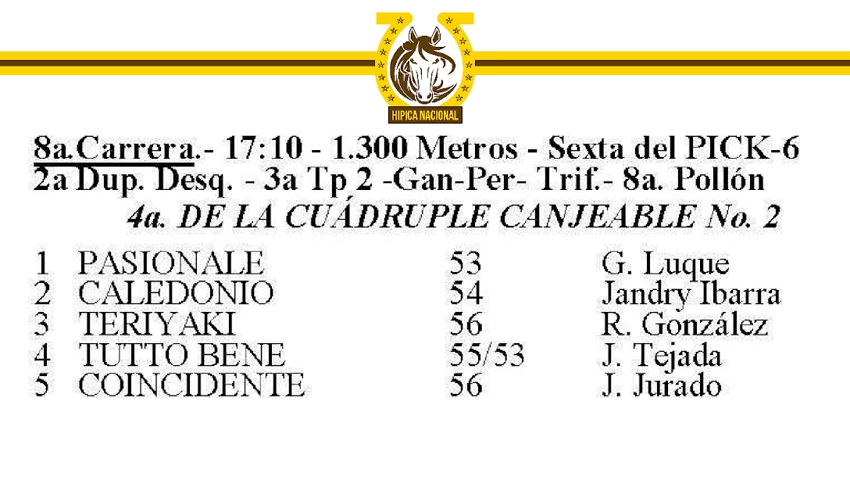 HIPICA NACIONAL
8a.Carrera.- 17:10 - 1.300 Metros - Sexta del PICK-6
2a Dup. Desq. - 3a Tp 2 -Gan-Per- Trif.- 8a. Pollón
4a. DE LA CUÁDRUPLE CANJEABLE No. 2
1 PASIONALE 53 G. Luque
2 CALEDONIO 54 Jandry Ibarra
3 TERIYAKI 56 R. González
4 TUTTO BENE 55/53 J. Tejada
5 COINCIDENTE 56 J. Jurado